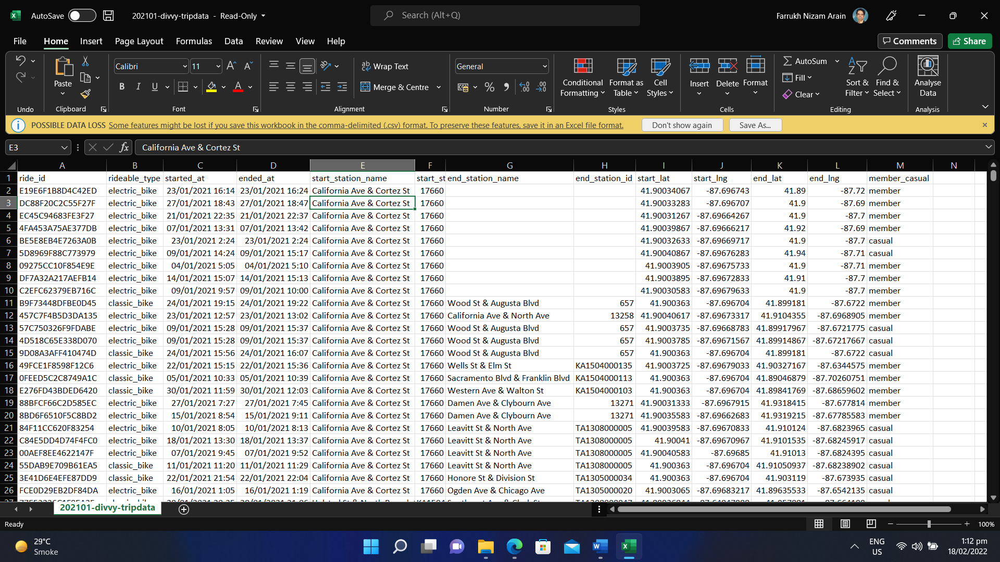 AutoSave 202101-divvy-tripdata - Read-Only Search (Alt+Q) Farrukh Nizam Arain
File Home Insert Page Layout Formulas Data Review View Help Comments Share
Calibri 11 Wrap Text General AutoSum
Paste B I U Merge & Centre % Conditional Formatting Format as Table Cell Styles Insert Delete Format Fill Clear Sort & Filter Find & Select Analyse Data
Undo Clipboard Font Alignment Number Styles Cells Editing Analysis
POSSIBLE DATA LOSS Some features might be lost if you save this workbook in the comma-delimited (.csv) format. To preserve these features, save it in an Excel file format. Don't show again Save As...
E3 fx California Ave & Cortez St
A B C D E F G H I J K L M N
1 ride_id rideable_type started_at ended_at start_station_name start_st end_station_name end_station_id start_lat start_lng end_lat end_lng member_casual
2 E19E6F1B8D4C42ED electric_bike 23/01/2021 16:14 23/01/2021 16:24 California Ave & Cortez St 17660 41.90034067 -87.696743 41.89 -87.72 member
3 DC88F20C2C55F27F electric_bike 27/01/2021 18:43 27/01/2021 18:47 California Ave & Cortez St 17660 41.90033283 -87.696707 41.9 -87.69 member
4 EC45C94683FE3F27 electric_bike 21/01/2021 22:35 21/01/2021 22:37 California Ave & Cortez St 17660 41.90031267 -87.69664267 41.9 -87.7 member
5 4FA453A75AE377DB electric_bike 07/01/2021 13:31 07/01/2021 13:42 California Ave & Cortez St 17660 41.90039867 -87.69666217 41.92 -87.69 member
6 BE5E8EB4E7263A0B electric_bike 23/01/2021 2:24 23/01/2021 2:24 California Ave & Cortez St 17660 41.90032633 -87.69669717 41.9 -87.7 casual
7 5D8969F88C773979 electric_bike 09/01/2021 14:24 09/01/2021 15:17 California Ave & Cortez St 17660 41.90040867 -87.69676283 41.94 -87.71 casual
8 09275CC10F854E9E electric_bike 04/01/2021 5:05 04/01/2021 5:10 California Ave & Cortez St 17660 41.9003905 -87.69675733 41.9 -87.71 member
9 DF7A32A217AEFB14 electric_bike 14/01/2021 15:07 14/01/2021 15:13 California Ave & Cortez St 17660 41.9003895 -87.69672833 41.91 -87.7 member
10 C2EFC62379EB716C electric_bike 09/01/2021 9:57 09/01/2021 10:00 California Ave & Cortez St 17660 41.90030583 -87.69679633 41.9 -87.7 member
11 B9F73448DFBE0D45 classic_bike 24/01/2021 19:15 24/01/2021 19:22 California Ave & Cortez St 17660 Wood St & Augusta Blvd 657 41.900363 -87.696704 41.899181 -87.6722 member
12 457C7F4B5D3DA135 electric_bike 23/01/2021 12:57 23/01/2021 13:02 California Ave & Cortez St 17660 California Ave & North Ave 13258 41.90040617 -87.69673317 41.9104355 -87.6968905 member
13 57C750326F9FDABE electric_bike 09/01/2021 15:28 09/01/2021 15:37 California Ave & Cortez St 17660 Wood St & Augusta Blvd 657 41.9003735 -87.69668783 41.89917967 -87.6721775 casual
14 4D518C65E338D070 electric_bike 09/01/2021 15:28 09/01/2021 15:37 California Ave & Cortez St 17660 Wood St & Augusta Blvd 657 41.9003785 -87.69671567 41.89914867 -87.67217667 casual
15 9D08A3AFF410474D classic_bike 24/01/2021 15:56 24/01/2021 16:07 California Ave & Cortez St 17660 Wood St & Augusta Blvd 657 41.900363 -87.696704 41.899181 -87.6722 casual
16 49FCE1F8598F12C6 electric_bike 22/01/2021 15:15 22/01/2021 15:36 California Ave & Cortez St 17660 Wells St & Elm St KA1504000135 41.9003725 -87.69679033 41.90327167 -87.6344575 member
17 0FEED5C2C8749A1C classic_bike 05/01/2021 10:33 05/01/2021 10:39 California Ave & Cortez St 17660 Sacramento Blvd & Franklin Blvd KA1504000113 41.900363 -87.696704 41.89046879 -87.70260751 member
18 E276FD43BDED6420 classic_bike 30/01/2021 11:59 30/01/2021 12:03 California Ave & Cortez St 17660 Western Ave & Walton St KA1504000103 41.900363 -87.696704 41.89841769 -87.68659602 member
19 88BFCF66C2D585EC electric_bike 27/01/2021 7:27 27/01/2021 7:45 California Ave & Cortez St 17660 Damen Ave & Clybourn Ave 13271 41.90031333 -87.6967915 41.9318415 -87.677814 member
20 8BD6F6510F5C8BD2 electric_bike 15/01/2021 8:54 15/01/2021 9:11 California Ave & Cortez St 17660 Damen Ave & Clybourn Ave 13271 41.90035583 -87.69662683 41.9319215 -87.67785583 member
21 84F11CC620F83254 electric_bike 10/01/2021 8:05 10/01/2021 8:13 California Ave & Cortez St 17660 Leavitt St & North Ave TA1308000005 41.90039583 -87.69670833 41.910124 -87.6823965 casual
22 C84E5DD4D74F4FC0 electric_bike 18/01/2021 13:30 18/01/2021 13:37 California Ave & Cortez St 17660 Leavitt St & North Ave TA1308000005 41.90041 -87.69670967 41.9101535 -87.68245917 casual
23 00AEF8EE4622147F electric_bike 07/01/2021 9:45 07/01/2021 9:52 California Ave & Cortez St 17660 Leavitt St & North Ave TA1308000005 41.90040583 -87.69685 41.91013 -87.6824395 casual
24 55DAB9E709B61EA5 classic_bike 11/01/2021 11:20 11/01/2021 11:29 California Ave & Cortez St 17660 Leavitt St & North Ave TA1308000005 41.900363 -87.696704 41.91050937 -87.68238902 casual
25 3E41D6E4EFE87DD9 classic_bike 22/01/2021 21:54 22/01/2021 22:04 California Ave & Cortez St 17660 Honore St & Division St TA1305000034 41.900363 -87.696704 41.903119 -87.673935 casual
26 FCE0D29EB2DF84DA electric_bike 16/01/2021 1:05 16/01/2021 1:19 California Ave & Cortez St 17660 Ogden Ave & Chicago Ave TA1305000020 41.9003065 -87.69683217 41.89635533 -87.6542135 casual
202101-divvy-tripdata
Ready 100%
29°C
Smoke
ENG
US
1:12 pm
18/02/2022